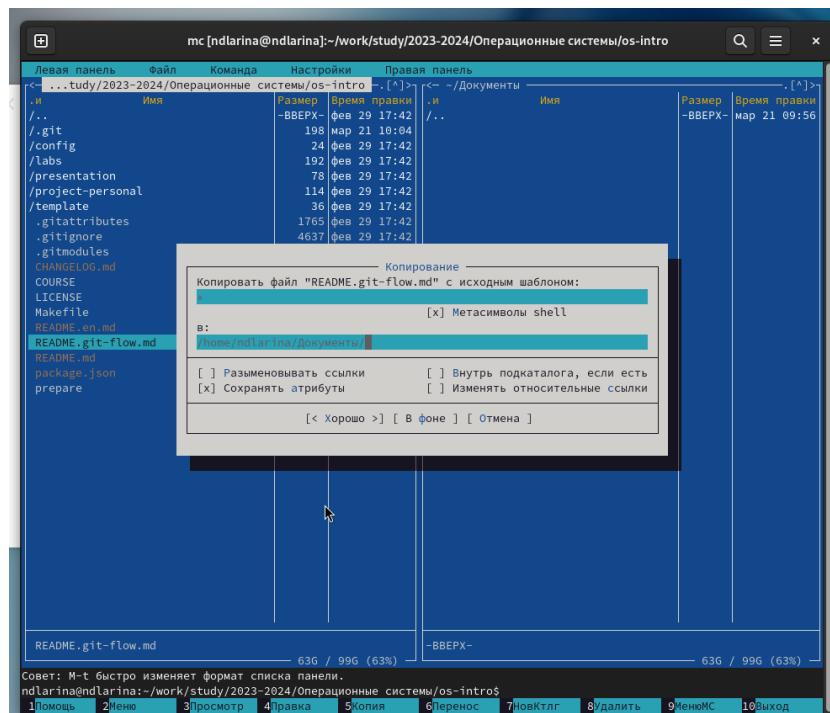 mc [ndlarina@ndlarina]:~/work/study/2023-2024/Операционные системы/os-intro
Левая панель Файл Команда Настройки Правая панель
<— ...tudy/2023-2024/Операционные системы/os-intro —.[^]>
.и Имя Размер Время правки
/.. -ВВЕРХ- фев 29 17:42
/.git 198 мар 21 10:04
/config 24 фев 29 17:42
/labs 192 фев 29 17:42
/presentation 78 фев 29 17:42
/project-personal 114 фев 29 17:42
/template 36 фев 29 17:42
.gitattributes 1765 фев 29 17:42
.gitignore 4637 фев 29 17:42
.gitmodules
CHANGELOG.md
COURSE
LICENSE
Makefile
README.en.md
README.git-flow.md
README.md
package.json
prepare
README.git-flow.md
63G / 99G (63%)
<— ~/Документы —.[^]>
.и Имя Размер Время правки
/.. -ВВЕРХ- мар 21 09:56
-ВВЕРХ-
63G / 99G (63%)
Копирование
Копировать файл "README.git-flow.md" с исходным шаблоном:
*
[x] Метасимволы shell
в:
/home/ndlarina/Документы/
[ ] Разыменовывать ссылки [ ] Внутрь подкаталога, если есть
[x] Сохранять атрибуты [ ] Изменять относительные ссылки
[< Хорошо >] [ В фоне ] [ Отмена ]
Совет: M-t быстро изменяет формат списка панели.
ndlarina@ndlarina:~/work/study/2023-2024/Операционные системы/os-intro$
1Помощь 2Меню 3Просмотр 4Правка 5Копия 6Перенос 7НовКтлг 8Удалить 9МенюMC 10Выход